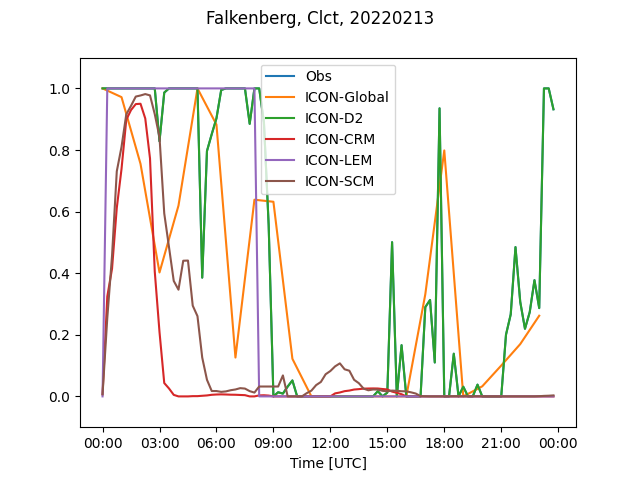 Falkenberg, Clct, 20220213
1.0
0.8
0.6
0.4
0.2
0.0
Obs
ICON-Global
ICON-D2
ICON-CRM
ICON-LEM
ICON-SCM
00:00 03:00 06:00 09:00 12:00 15:00 18:00 21:00 00:00
Time [UTC]